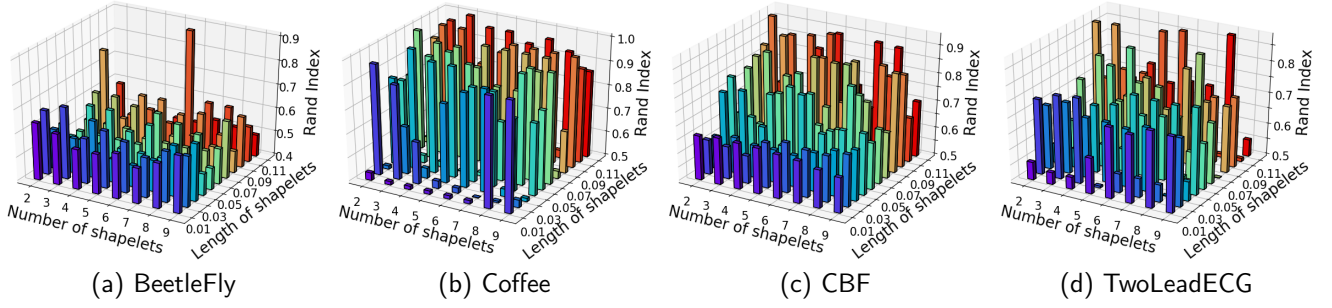 0.9
0.8
0.7
0.6
0.5
0.4
Rand Index
2 3 4 5 6 7 8 9
Number of shapelets
0.01 0.03 0.05 0.07 0.09 0.11
Length of shapelets
(a) BeetleFly
1.0
0.9
0.8
0.7
0.6
0.5
Rand Index
2 3 4 5 6 7 8 9
Number of shapelets
0.01 0.03 0.05 0.07 0.09 0.11
Length of shapelets
(b) Coffee
0.9
0.8
0.7
0.6
0.5
Rand Index
2 3 4 5 6 7 8 9
Number of shapelets
0.01 0.03 0.05 0.07 0.09 0.11
Length of shapelets
(c) CBF
0.8
0.7
0.6
0.5
Rand Index
2 3 4 5 6 7 8 9
Number of shapelets
0.01 0.03 0.05 0.07 0.09 0.11
Length of shapelets
(d) TwoLeadECG